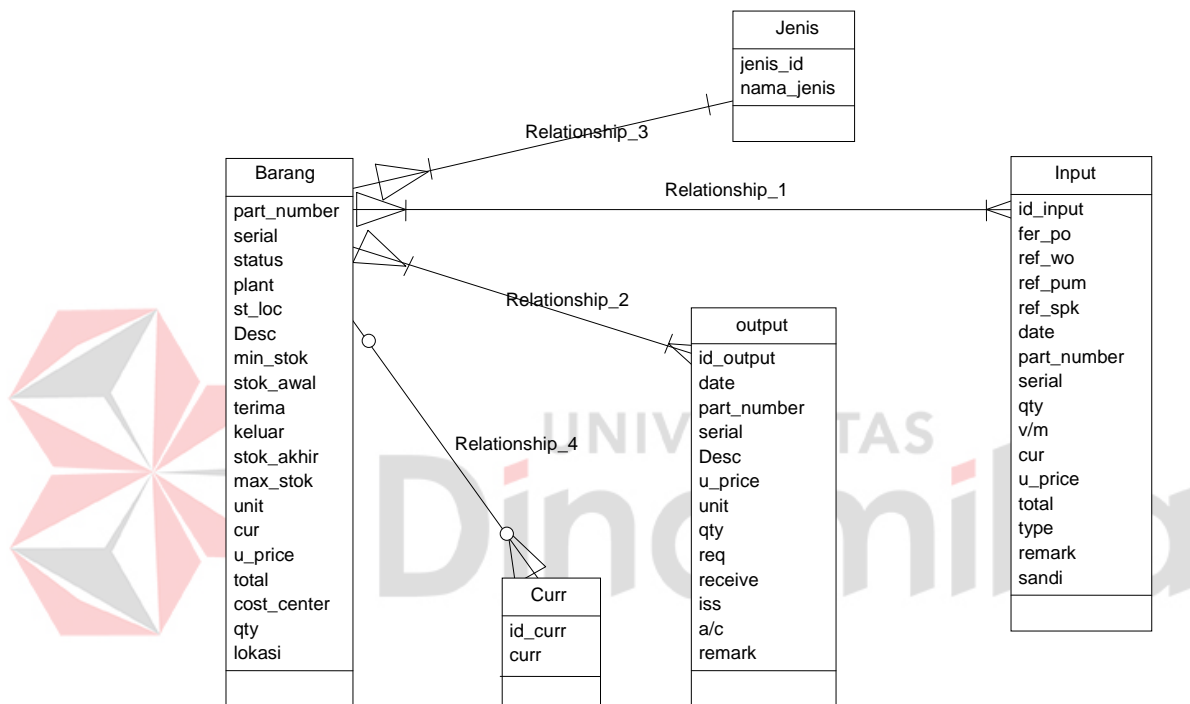 Jenis
jenis_id
nama_jenis
Relationship_3
Barang
part_number
serial
status
plant
st_loc
Desc
min_stok
stok_awal
terima
keluar
stok_akhir
max_stok
unit
cur
u_price
total
cost_center
qty
lokasi
Relationship_1
Input
id_input
fer_po
ref_wo
ref_pum
ref_spk
date
part_number
serial
qty
v/m
cur
u_price
total
type
remark
sandi
Relationship_2
output
id_output
date
part_number
serial
Desc
u_price
unit
qty
req
receive
iss
a/c
remark
Relationship_4
Curr
id_curr
curr